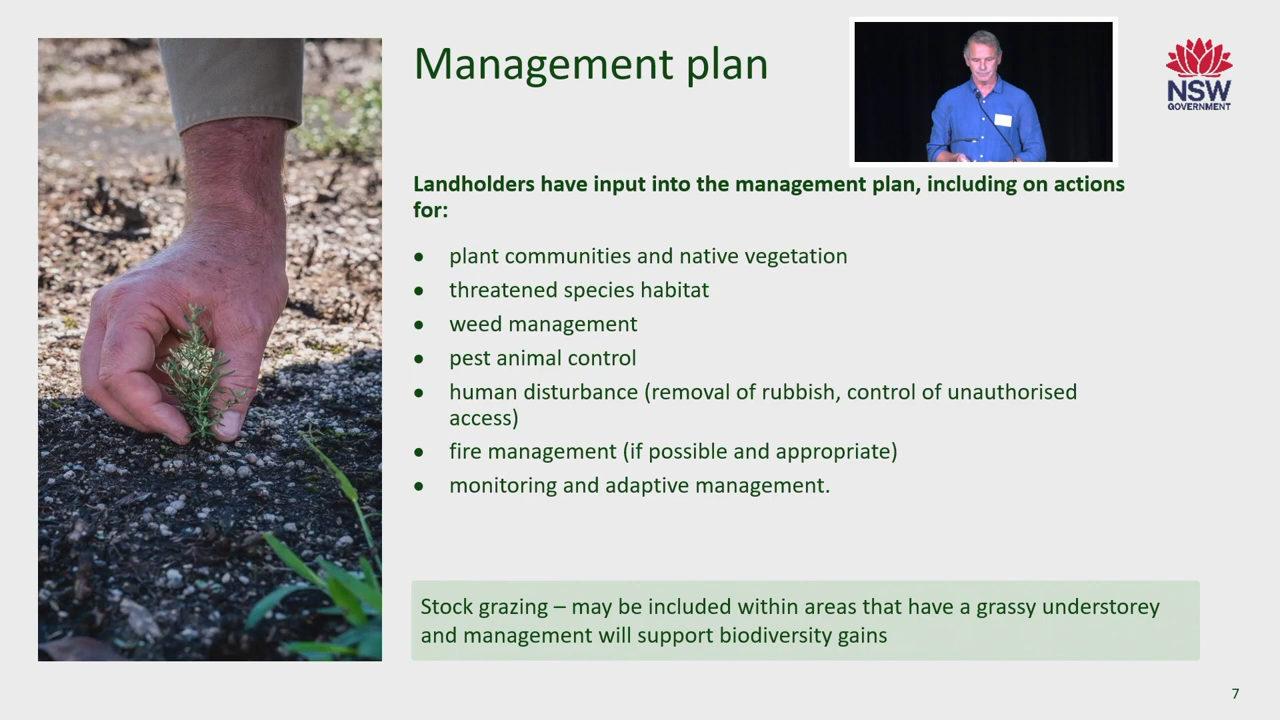 Management plan
NSW
GOVERNMENT
Landholders have input into the management plan, including on actions
for:
• plant communities and native vegetation
• threatened species habitat
• weed management
• pest animal control
• human disturbance (removal of rubbish, control of unauthorised
access)
• fire management (if possible and appropriate)
• monitoring and adaptive management.
Stock grazing – may be included within areas that have a grassy understorey
and management will support biodiversity gains
7